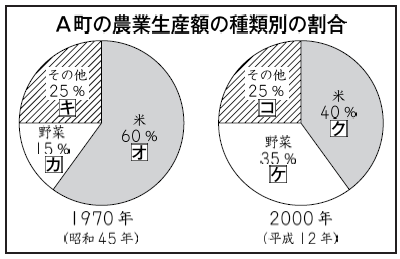 A町の農業生産額の種類別の割合
その他
25%
キ
米
60%
オ
野菜
15%
カ
1970年
(昭和45年)
その他
25%
コ
米
40%
ク
野菜
35%
ケ
2000年
(平成12年)